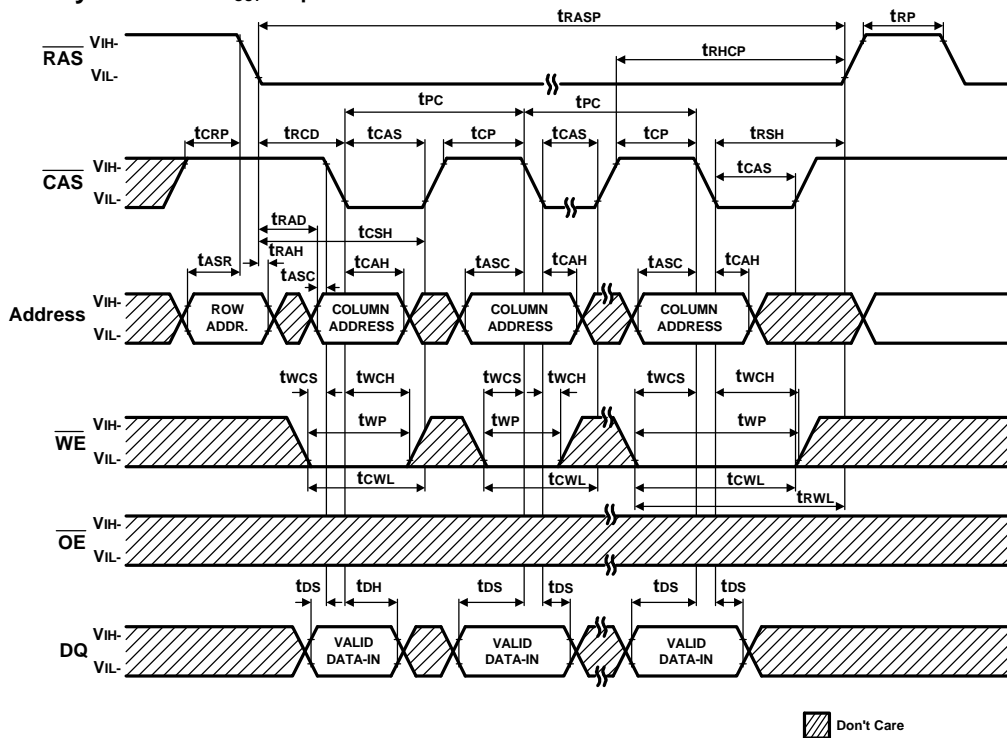 tRASP
tRP
RAS
VIH-
VIL-
tRHCP
tPC
tPC
tCRP
tRCD
tCAS
tCP
tCAS
tCP
tRSH
CAS
VIH-
VIL-
tCAS
tRAD
tCSH
tRAH
tASR
tASC
tCAH
tASC
tCAH
tASC
tCAH
Address
VIH-
VIL-
ROW
ADDR.
COLUMN
ADDRESS
COLUMN
ADDRESS
COLUMN
ADDRESS
tWCS
tWCH
tWCS
tWCH
tWCS
tWCH
WE
VIH-
VIL-
tWP
tWP
tWP
tCWL
tCWL
tCWL
tRWL
OE
VIH-
VIL-
tDS
tDH
tDS
tDS
tDS
tDS
DQ
VIH-
VIL-
VALID
DATA-IN
VALID
DATA-IN
VALID
DATA-IN
Don't Care